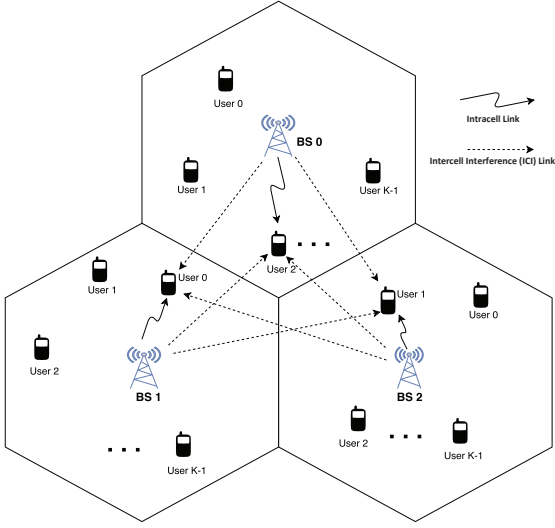 User 0
BS 0
Intracell Link
Intercell Interference (ICI) Link
User 1
User K-1
User 2
User 0
User 1
User 1
User 0
User 2
BS 1
BS 2
User 2
User K-1
User K-1